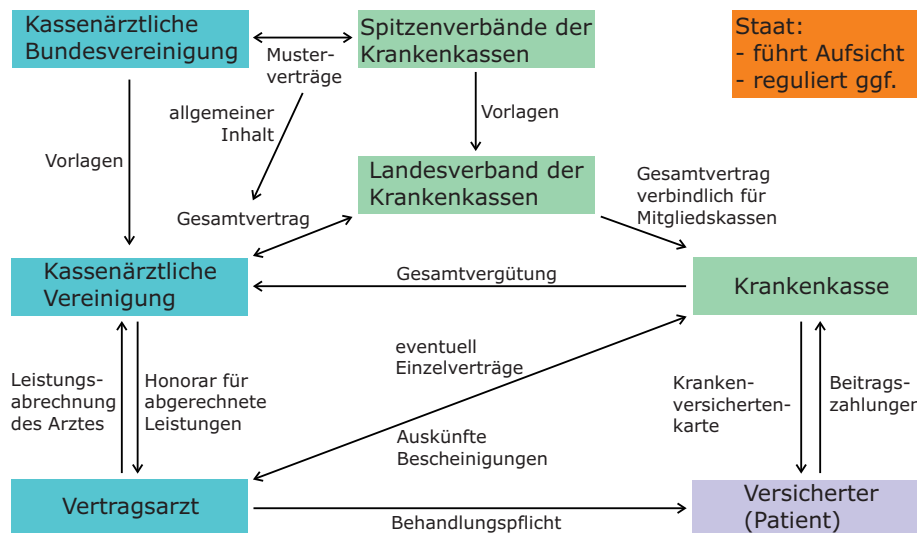 Kassenärztliche
Bundesvereinigung
Spitzenverbände der
Krankenkassen
Staat:
- führt Aufsicht
- reguliert ggf.
Muster-
verträge
allgemeiner
Inhalt
Vorlagen
Vorlagen
Landesverband der
Krankenkassen
Gesamtvertrag
verbindlich für
Mitgliedskassen
Gesamtvertrag
Kassenärztliche
Vereinigung
Gesamtvergütung
Krankenkasse
Leistungs-
abrechnung
des Arztes
Honorar für
abgerechnete
Leistungen
eventuell
Einzelverträge
Auskünfte
Bescheinigungen
Kranken-
versicherten-
karte
Beitrags-
zahlungen
Vertragsarzt
Behandlungspflicht
Versicherter
(Patient)